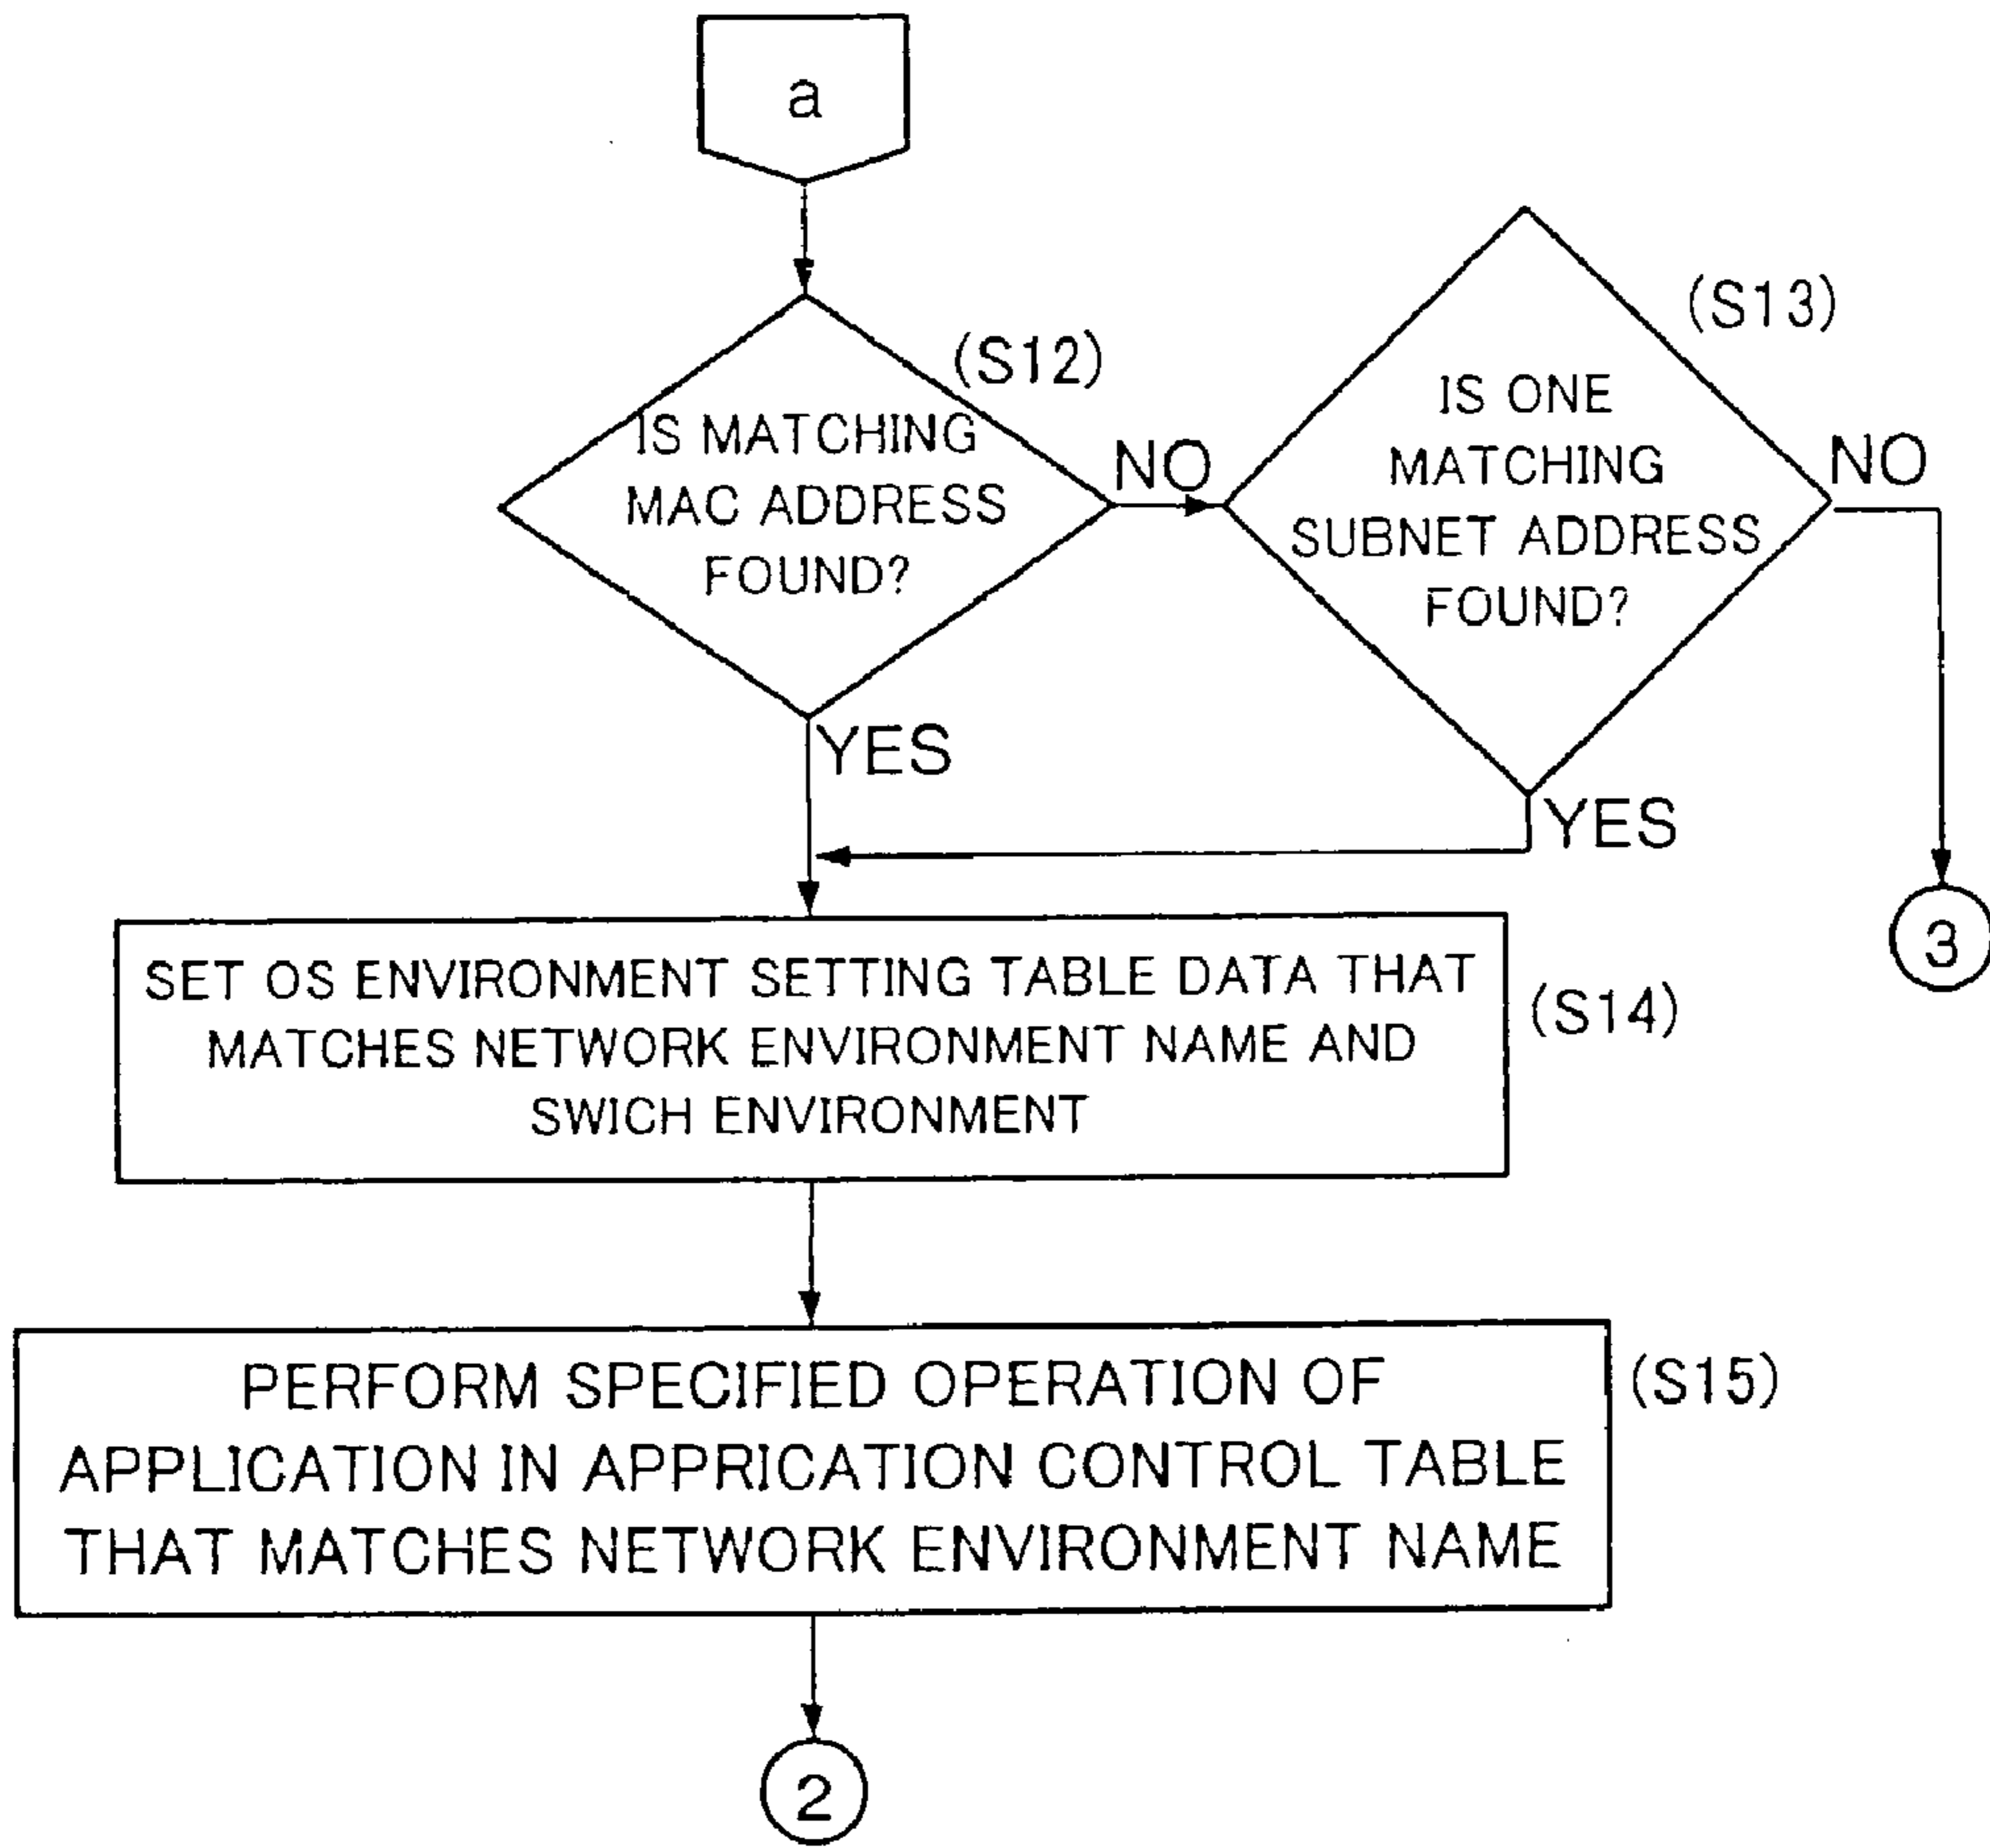 a
(S12)
IS MATCHING
MAC ADDRESS
FOUND?
NO
YES
(S13)
IS ONE
MATCHING
SUBNET ADDRESS
FOUND?
NO
YES
3
SET OS ENVIRONMENT SETTING TABLE DATA THAT
MATCHES NETWORK ENVIRONMENT NAME AND
SWICH ENVIRONMENT
(S14)
PERFORM SPECIFIED OPERATION OF
APPLICATION IN APPRICATION CONTROL TABLE
THAT MATCHES NETWORK ENVIRONMENT NAME
(S15)
2